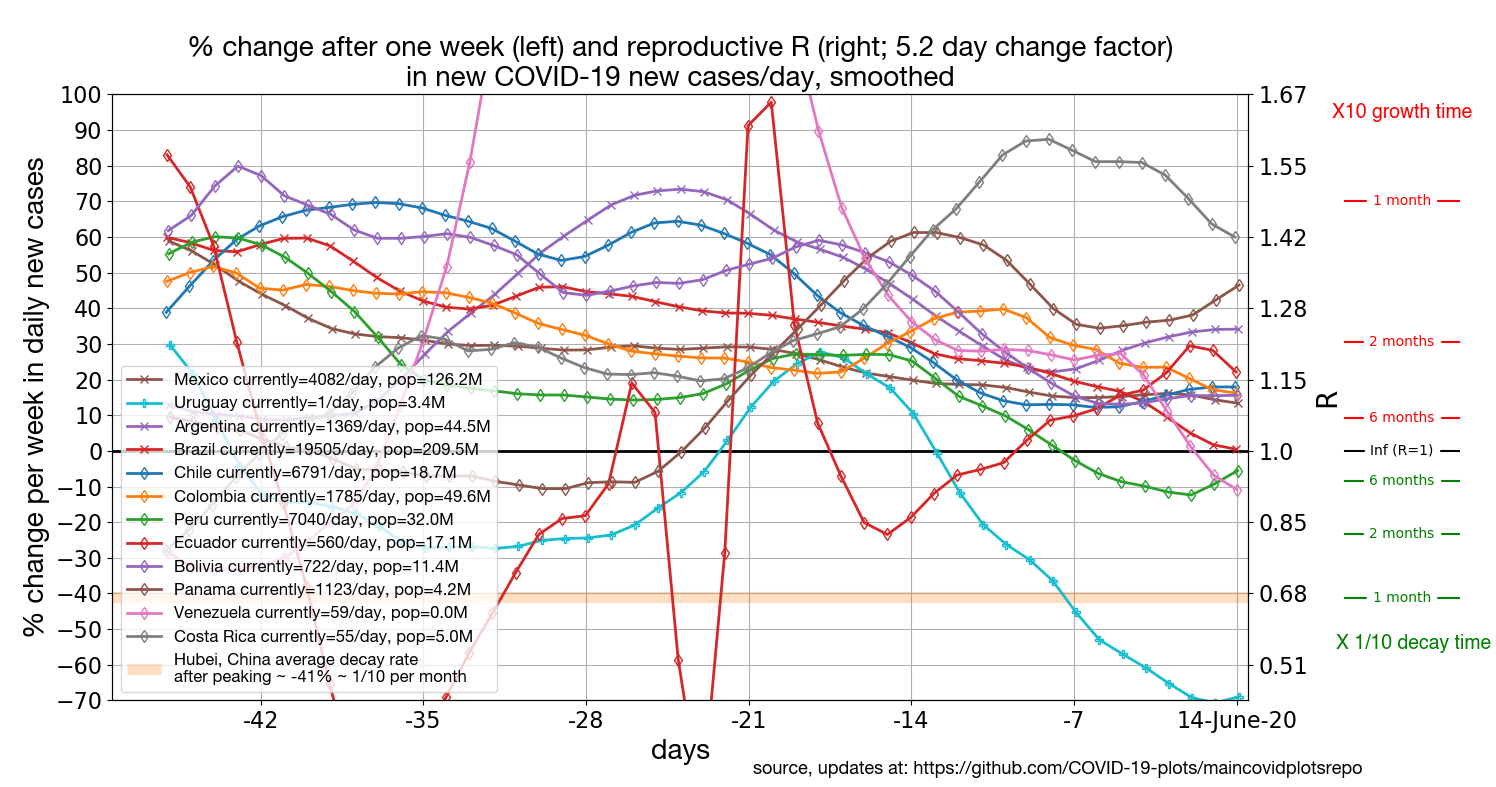 % change after one week (left) and reproductive R (right; 5.2 day change factor)
in new COVID-19 new cases/day, smoothed
% change per week in daily new cases
100
90
80
70
60
50
40
30
20
10
0
−10
−20
−30
−40
−50
−60
−70
Mexico currently=4082/day, pop=126.2M
Uruguay currently=1/day, pop=3.4M
Argentina currently=1369/day, pop=44.5M
Brazil currently=19505/day, pop=209.5M
Chile currently=6791/day, pop=18.7M
Colombia currently=1785/day, pop=49.6M
Peru currently=7040/day, pop=32.0M
Ecuador currently=560/day, pop=17.1M
Bolivia currently=722/day, pop=11.4M
Panama currently=1123/day, pop=4.2M
Venezuela currently=59/day, pop=0.0M
Costa Rica currently=55/day, pop=5.0M
Hubei, China average decay rate
after peaking ~ -41% ~ 1/10 per month
-42
-35
-28
-21
-14
-7
14-June-20
days
1.67
1.55
1.42
1.28
1.15
1.0
0.85
0.68
0.51
R
X10 growth time
1 month
2 months
6 months
Inf (R=1)
6 months
2 months
1 month
X 1/10 decay time
source, updates at: https://github.com/COVID-19-plots/maincovidplotsrepo